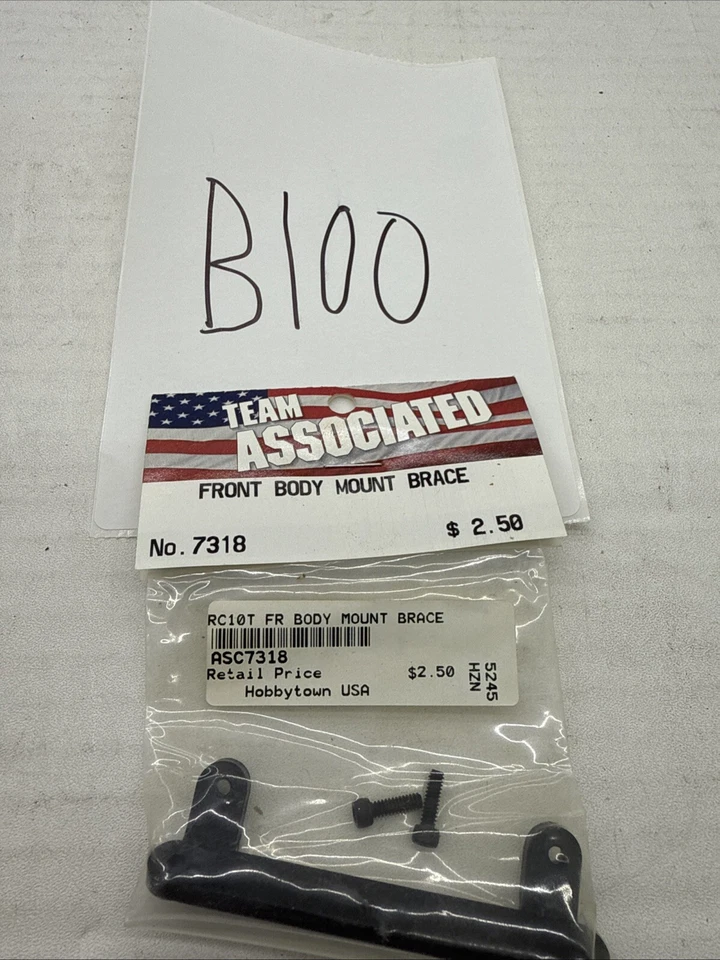 B100
TEAM
ASSOCIATED
FRONT BODY MOUNT BRACE
No. 7318 $ 2.50
RC10T FR BODY MOUNT BRACE
ASC7318
Retail Price $2.50
Hobbytown USA
5245
HZN